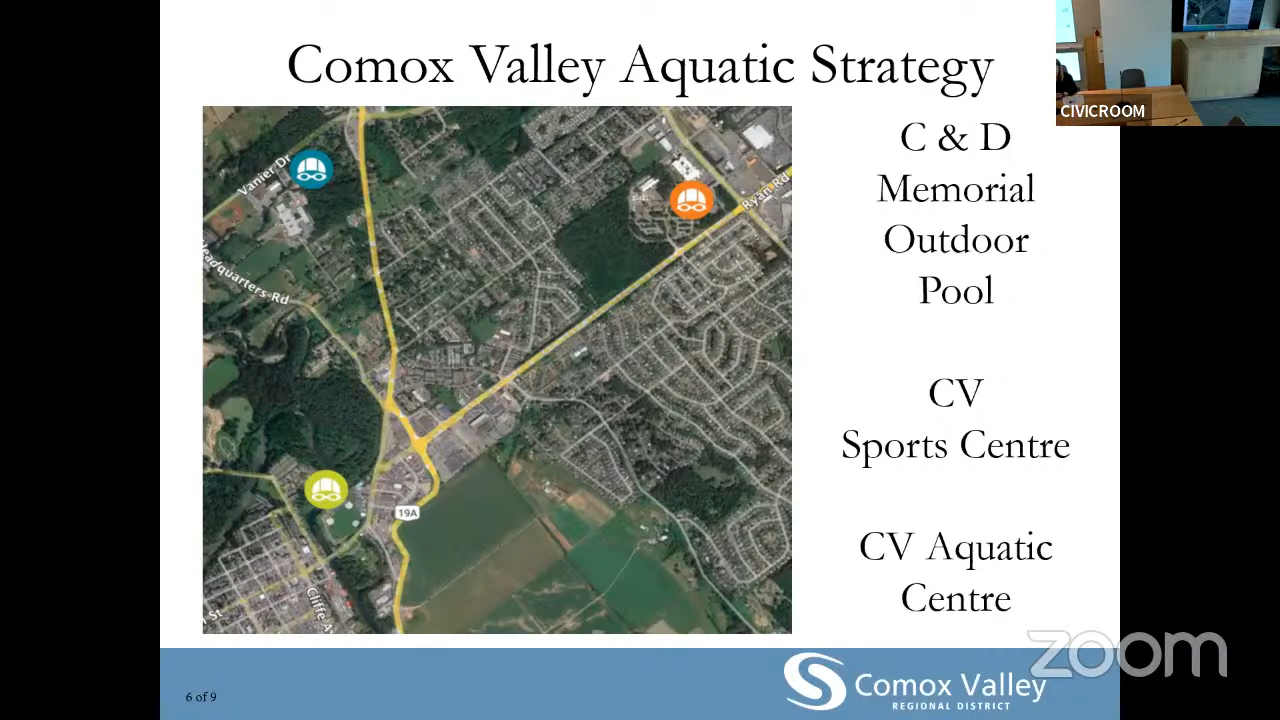 Comox Valley Aquatic Strategy
CIVICROOM
C & D
Memorial
Outdoor
Pool
CV
Sports Centre
CV Aquatic
Centre
Vanier Dr
Ryan Rd
Headquarters Rd
19A
Cliffe A
St
6 of 9
Comox Valley
REGIONAL DISTRICT
zoom